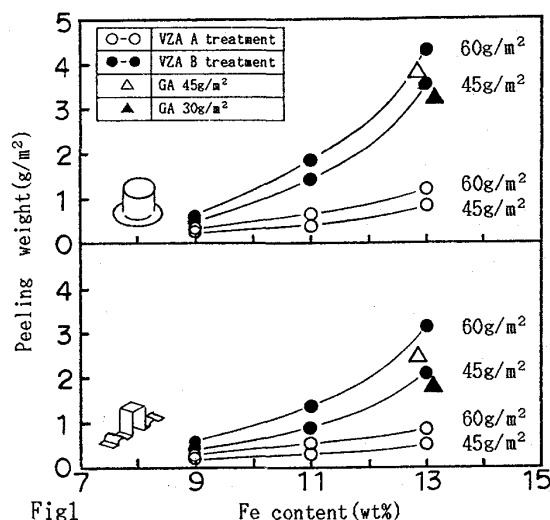 5
4
3
2
1
0
○-○ VZA A treatment
●-● VZA B treatment
△ GA 45g/m²
▲ GA 30g/m²
60g/m²
45g/m²
60g/m²
45g/m²
Peeling weight(g/m²)
4
3
2
1
0
60g/m²
45g/m²
60g/m²
45g/m²
7 9 11 13 15
Fig1 Fe content(wt%)